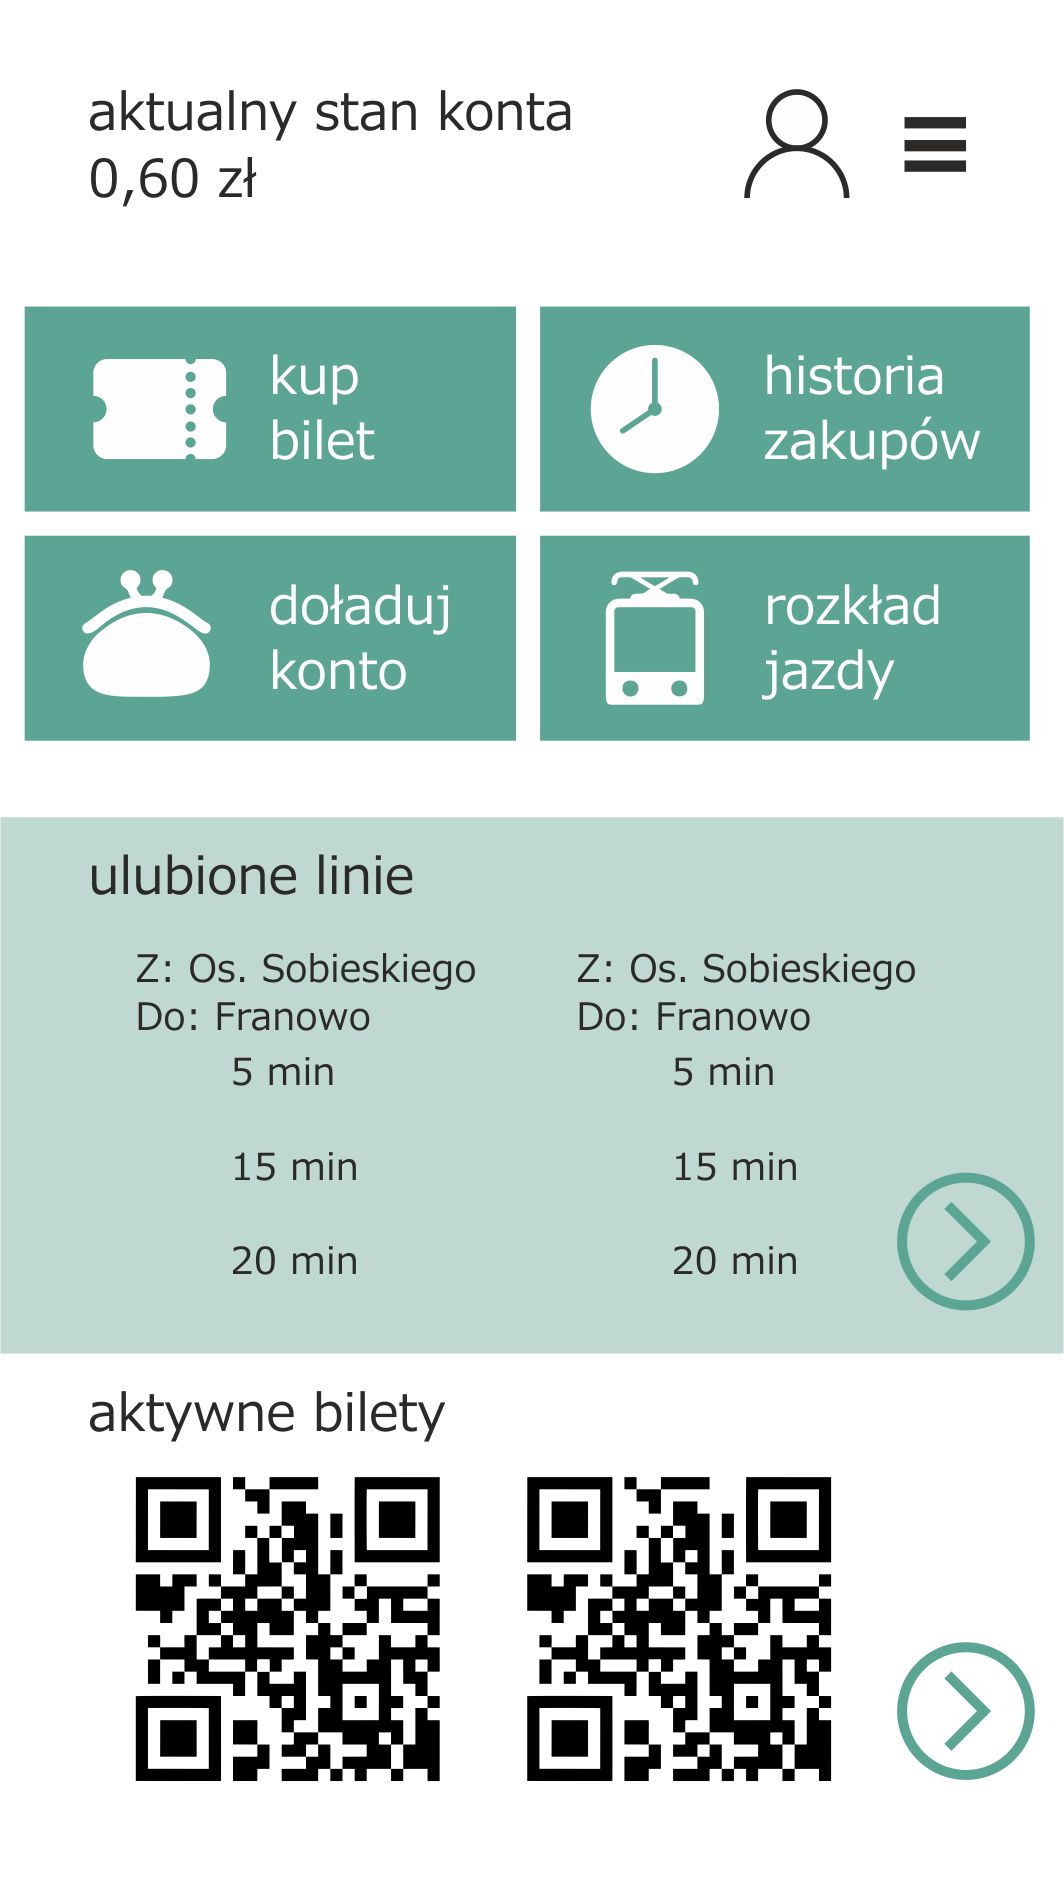 aktualny stan konta
0,60 zł
kup
bilet
historia
zakupów
doładuj
konto
rozkład
jazdy
ulubione linie
Z: Os. Sobieskiego
Do: Franowo
5 min
15 min
20 min
Z: Os. Sobieskiego
Do: Franowo
5 min
15 min
20 min
aktywne bilety